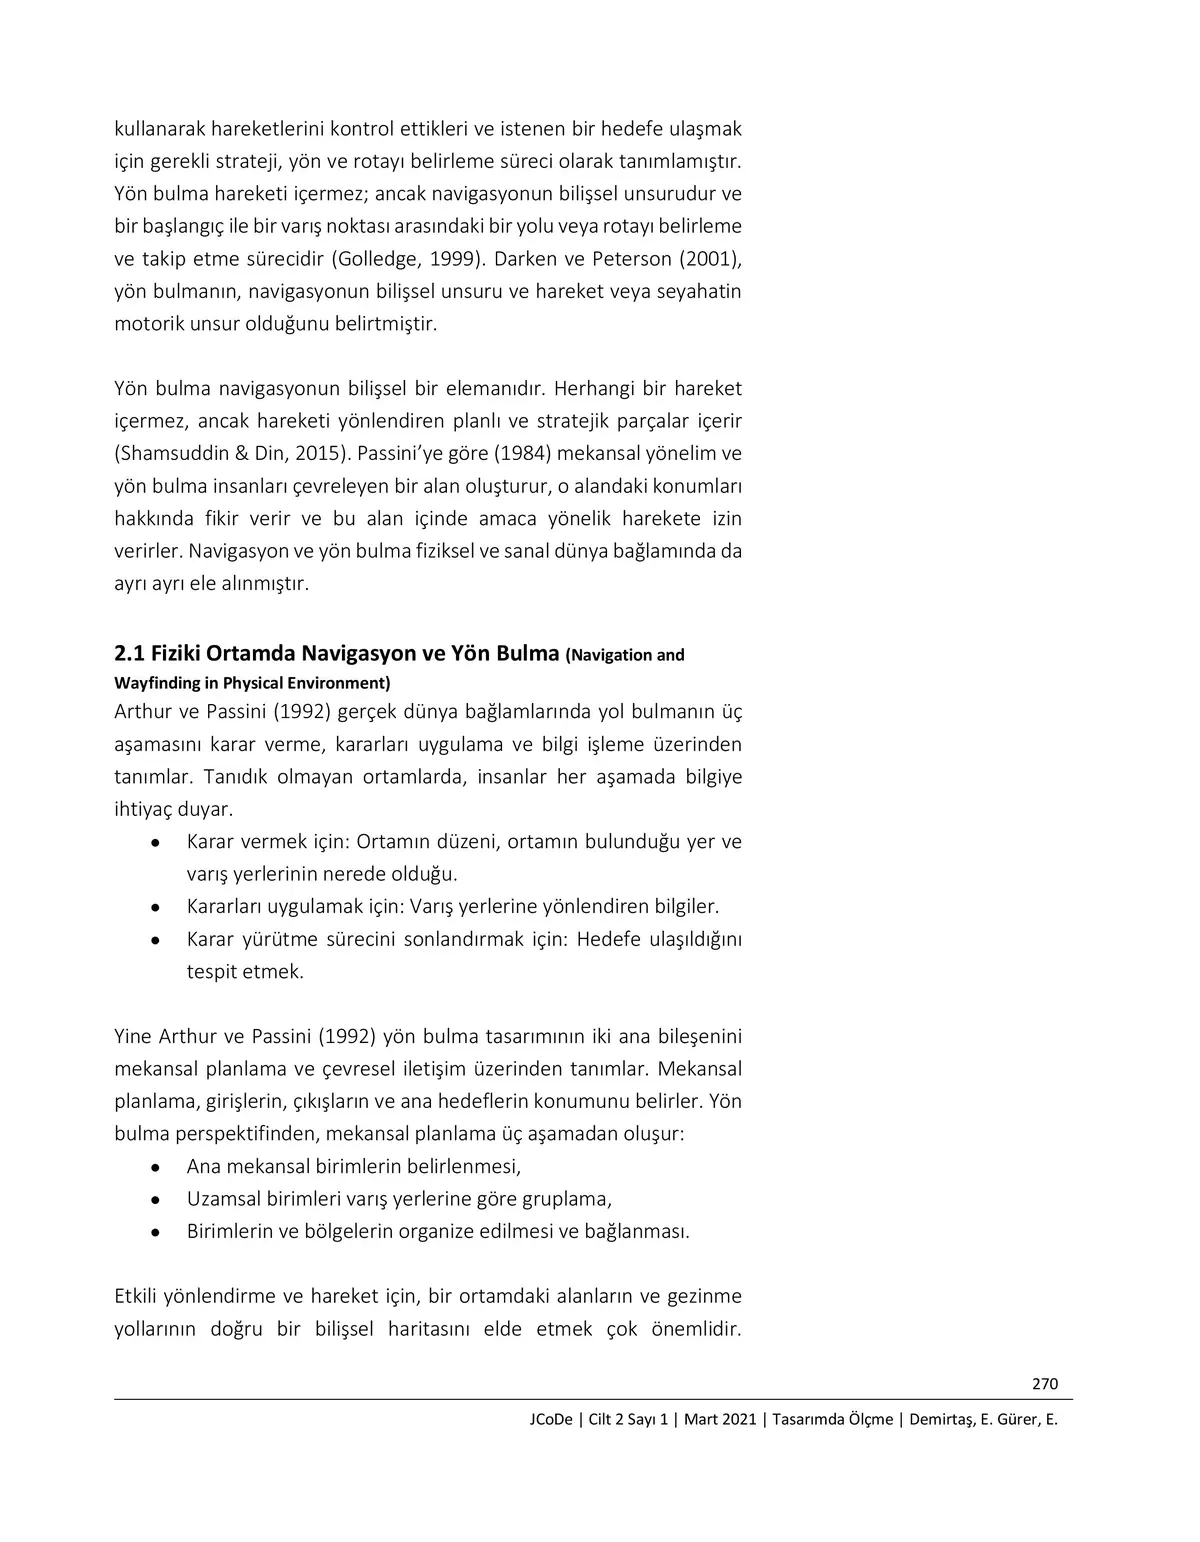 kullanarak hareketlerini kontrol ettikleri ve istenen bir hedefe ulaşmak
için gerekli strateji, yön ve rotayı belirleme süreci olarak tanımlamıştır.
Yön bulma hareketi içermez; ancak navigasyonun bilişsel unsurudur ve
bir başlangıç ile bir varış noktası arasındaki bir yolu veya rotayı belirleme
ve takip etme sürecidir (Golledge, 1999). Darken ve Peterson (2001),
yön bulmanın, navigasyonun bilişsel unsuru ve hareket veya seyahatin
motorik unsur olduğunu belirtmiştir.
Yön bulma navigasyonun bilişsel bir elemanıdır. Herhangi bir hareket
içermez, ancak hareketi yönlendiren planlı ve stratejik parçalar içerir
(Shamsuddin & Din, 2015). Passini’ye göre (1984) mekansal yönelim ve
yön bulma insanları çevreleyen bir alan oluşturur, o alandaki konumları
hakkında fikir verir ve bu alan içinde amaca yönelik harekete izin
verirler. Navigasyon ve yön bulma fiziksel ve sanal dünya bağlamında da
ayrı ayrı ele alınmıştır.
2.1 Fiziki Ortamda Navigasyon ve Yön Bulma (Navigation and
Wayfinding in Physical Environment)
Arthur ve Passini (1992) gerçek dünya bağlamlarında yol bulmanın üç
aşamasını karar verme, kararları uygulama ve bilgi işleme üzerinden
tanımlar. Tanıdık olmayan ortamlarda, insanlar her aşamada bilgiye
ihtiyaç duyar.
● Karar vermek için: Ortamın düzeni, ortamın bulunduğu yer ve
varış yerlerinin nerede olduğu.
● Kararları uygulamak için: Varış yerlerine yönlendiren bilgiler.
● Karar yürütme sürecini sonlandırmak için: Hedefe ulaşıldığını
tespit etmek.
Yine Arthur ve Passini (1992) yön bulma tasarımının iki ana bileşenini
mekansal planlama ve çevresel iletişim üzerinden tanımlar. Mekansal
planlama, girişlerin, çıkışların ve ana hedeflerin konumunu belirler. Yön
bulma perspektifinden, mekansal planlama üç aşamadan oluşur:
● Ana mekansal birimlerin belirlenmesi,
● Uzamsal birimleri varış yerlerine göre gruplama,
● Birimlerin ve bölgelerin organize edilmesi ve bağlanması.
Etkili yönlendirme ve hareket için, bir ortamdaki alanların ve gezinme
yollarının doğru bir bilişsel haritasını elde etmek çok önemlidir.
270
JCoDe | Cilt 2 Sayı 1 | Mart 2021 | Tasarımda Ölçme | Demirtaş, E. Gürer, E.